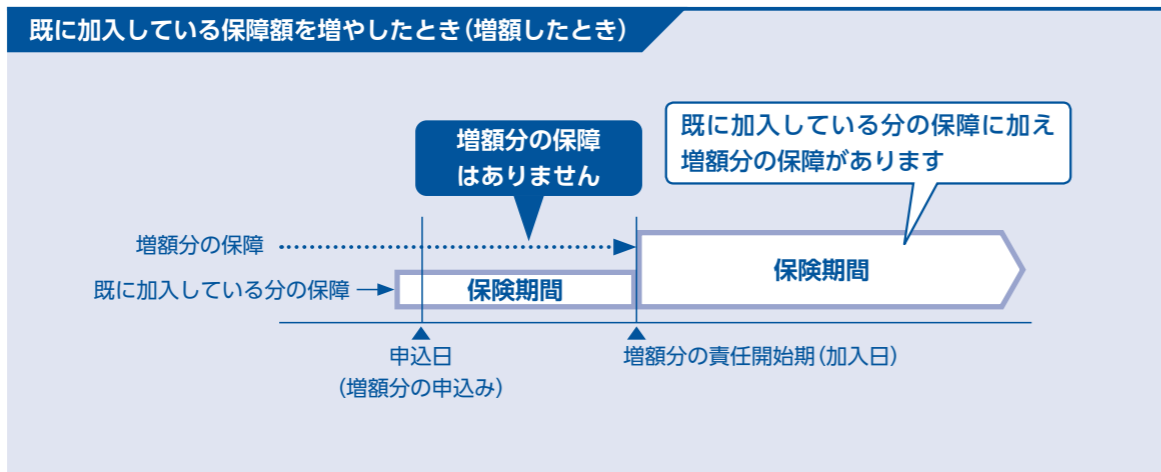 既に加入している保障額を増やしたとき(増額したとき)
増額分の保障
はありません
既に加入している分の保障に加え
増額分の保障があります
増額分の保障
既に加入している分の保障
保険期間
保険期間
申込日
(増額分の申込み)
増額分の責任開始期(加入日)